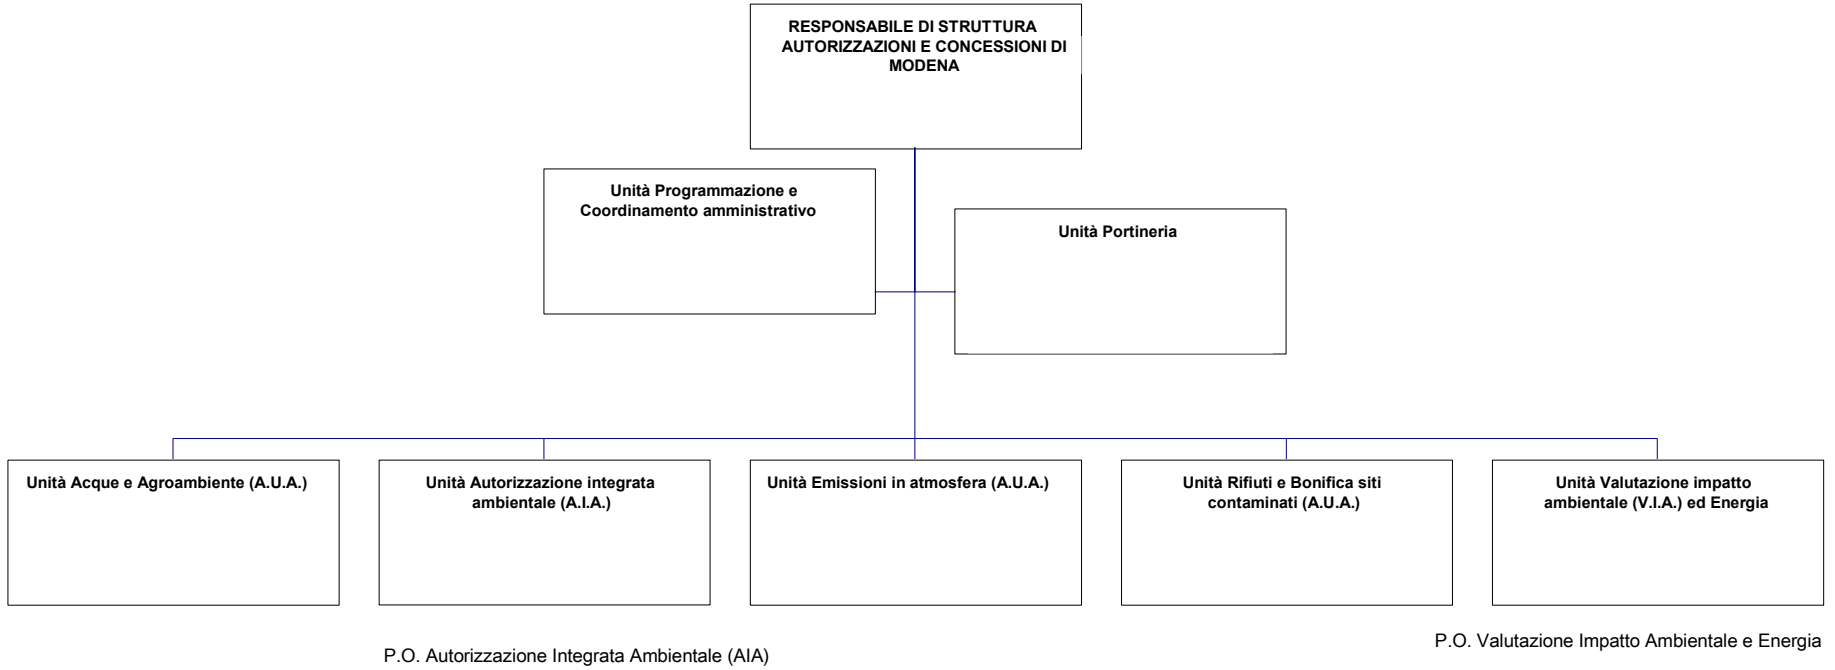 RESPONSABILE DI STRUTTURA
AUTORIZZAZIONI E CONCESSIONI DI
MODENA
Unità Programmazione e
Coordinamento amministrativo
Unità Portineria
Unità Acque e Agroambiente (A.U.A.)
Unità Autorizzazione integrata
ambientale (A.I.A.)
Unità Emissioni in atmosfera (A.U.A.)
Unità Rifiuti e Bonifica siti
contaminati (A.U.A.)
Unità Valutazione impatto
ambientale (V.I.A.) ed Energia
P.O. Autorizzazione Integrata Ambientale (AIA)
P.O. Valutazione Impatto Ambientale e Energia